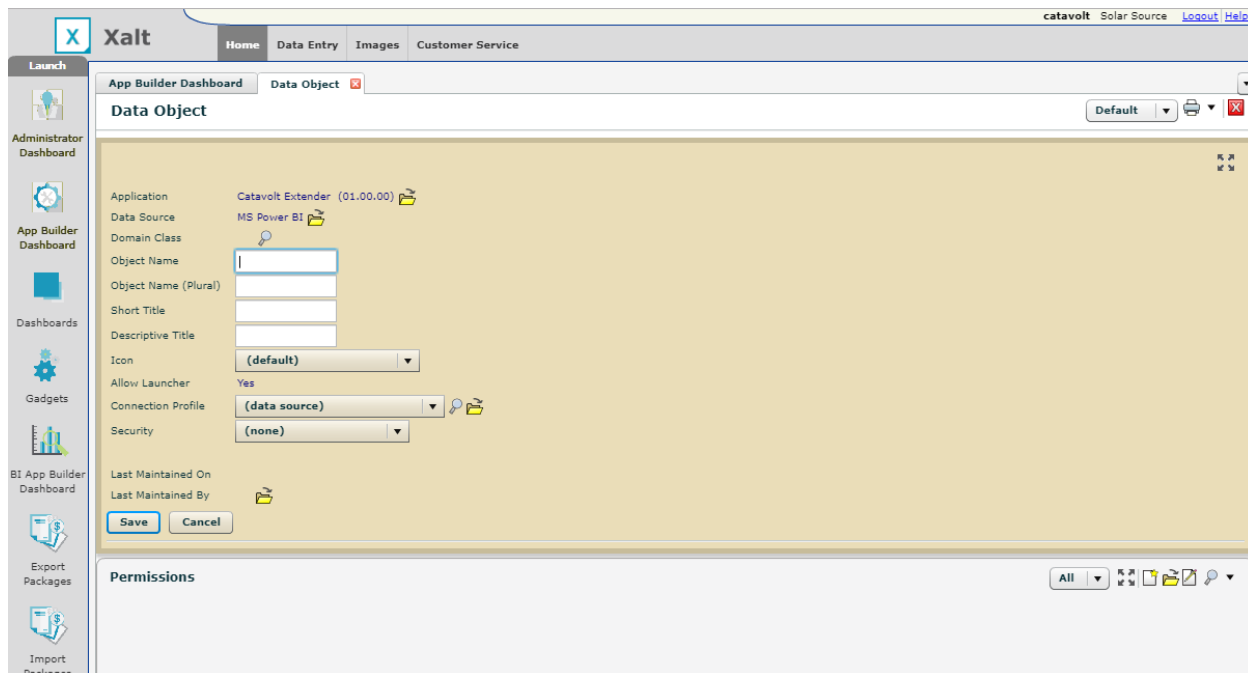 catavolt Solar Source Logout Help
X Xalt
Home Data Entry Images Customer Service
Launch
App Builder Dashboard Data Object
Data Object
Default
Administrator
Dashboard
App Builder
Dashboard
Dashboards
Gadgets
BI App Builder
Dashboard
Export
Packages
Import
Packages
Application Catavolt Extender (01.00.00)
Data Source MS Power BI
Domain Class
Object Name
Object Name (Plural)
Short Title
Descriptive Title
Icon (default)
Allow Launcher Yes
Connection Profile (data source)
Security (none)
Last Maintained On
Last Maintained By
Save Cancel
Permissions
All